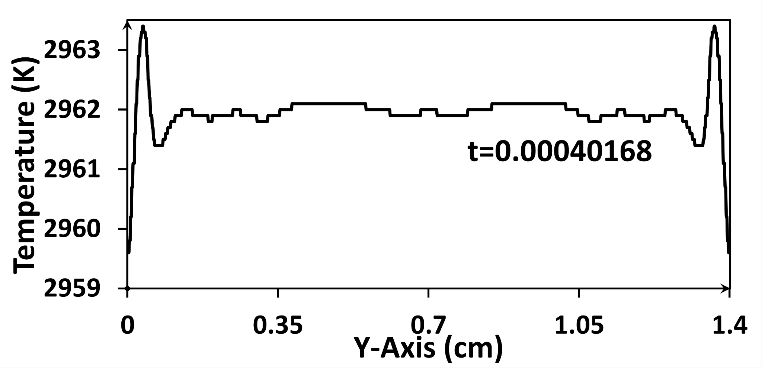 Temperature (K)
2963
2962
2961
2960
2959
t=0.00040168
0 0.35 0.7 1.05 1.4
Y-Axis (cm)